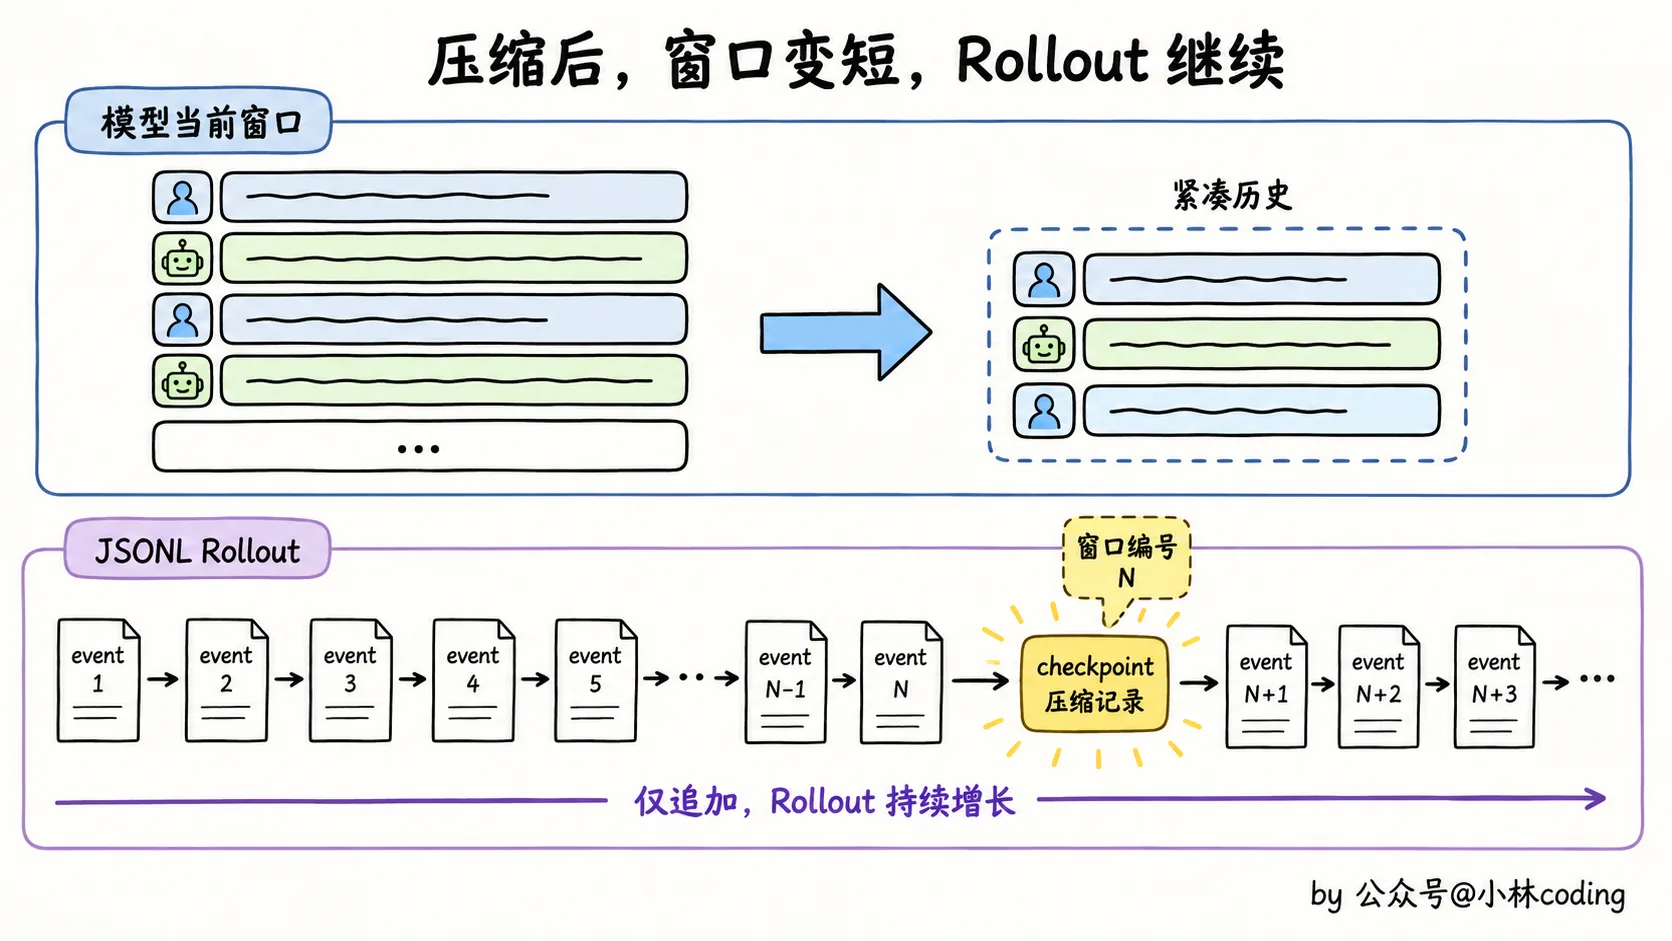 压缩后，窗口变短，Rollout 继续
模型当前窗口
紧凑历史
...
JSONL Rollout
窗口编号
N
event
1
event
2
event
3
event
4
event
5
...
event
N-1
event
N
checkpoint
压缩记录
event
N+1
event
N+2
event
N+3
...
仅追加，Rollout 持续增长
by 公众号@小林coding